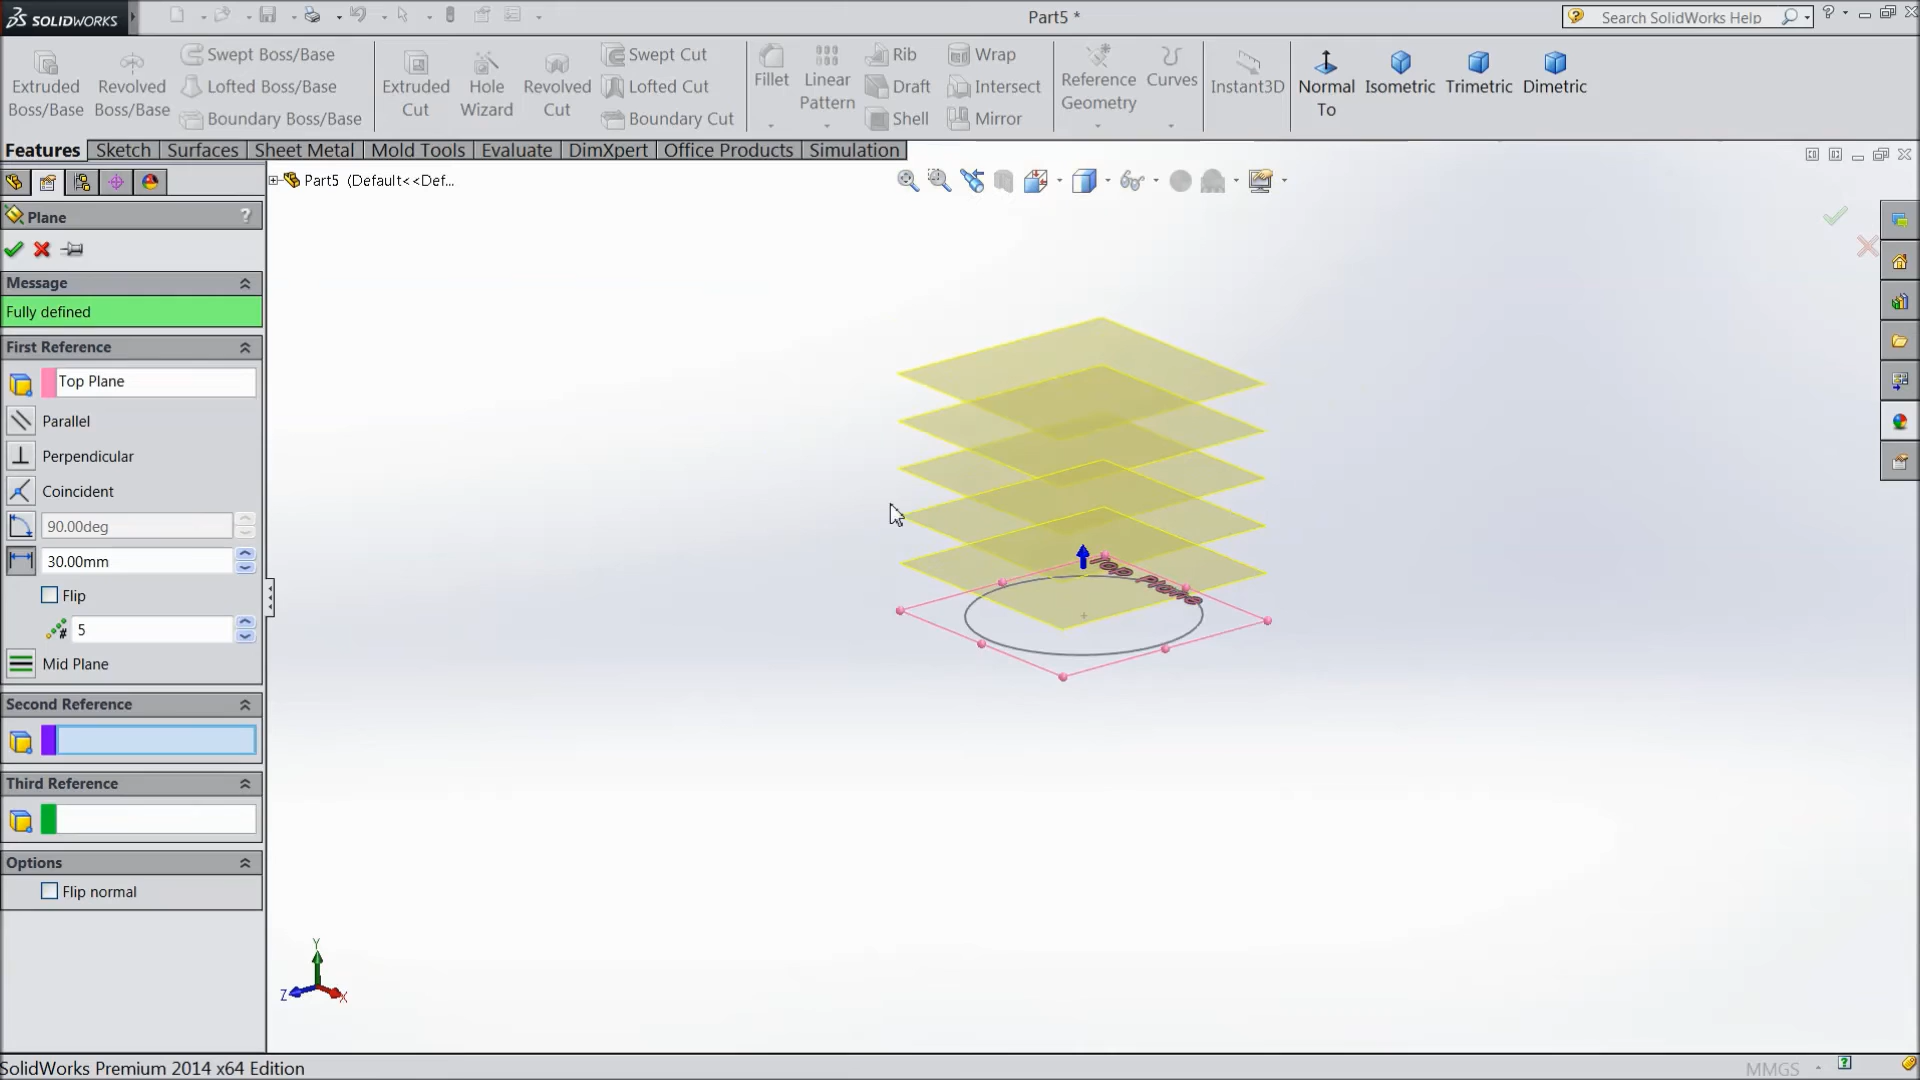 SOLIDWORKS
Part5 *
Search SolidWorks Help
Extruded Boss/Base
Revolved Boss/Base
Swept Boss/Base
Lofted Boss/Base
Boundary Boss/Base
Extruded Cut
Hole Wizard
Revolved Cut
Swept Cut
Lofted Cut
Boundary Cut
Fillet
Linear Pattern
Rib
Draft
Shell
Wrap
Intersect
Mirror
Reference Geometry
Curves
Instant3D
Normal To
Isometric
Trimetric
Dimetric
Features
Sketch
Surfaces
Sheet Metal
Mold Tools
Evaluate
DimXpert
Office Products
Simulation
Part5 (Default<<Def...
Plane
?
Message
Fully defined
First Reference
Top Plane
Parallel
Perpendicular
Coincident
90.00deg
30.00mm
Flip
5
Mid Plane
Second Reference
Third Reference
Options
Flip normal
Top Plane
Y
Z
X
SolidWorks Premium 2014 x64 Edition
MMGS